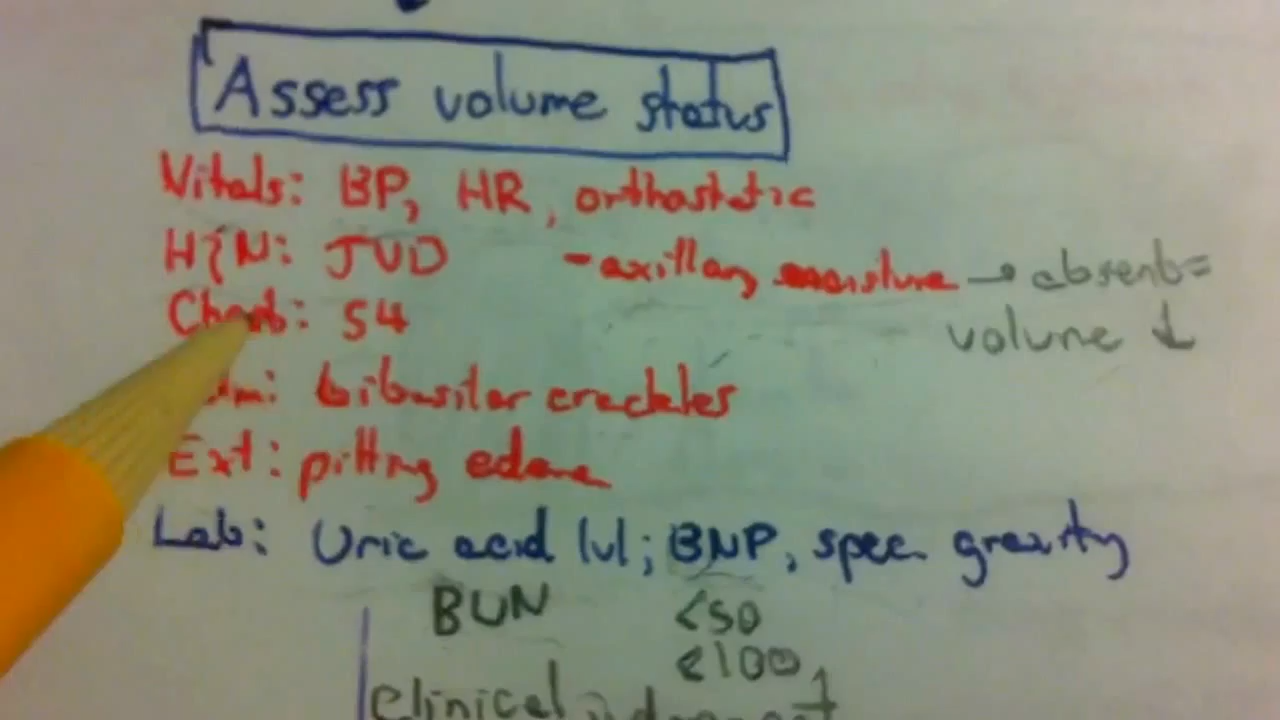 Assess volume status
Vitals: BP, HR, orthostatic
H&N: JVD - axillary moisture → absent =
volume ↓
Chest: S4
bibasilar crackles
Ext: pitting edema
Lab: Uric acid lvl; BNP, spec gravity
BUN <50
<100
clinical judgement